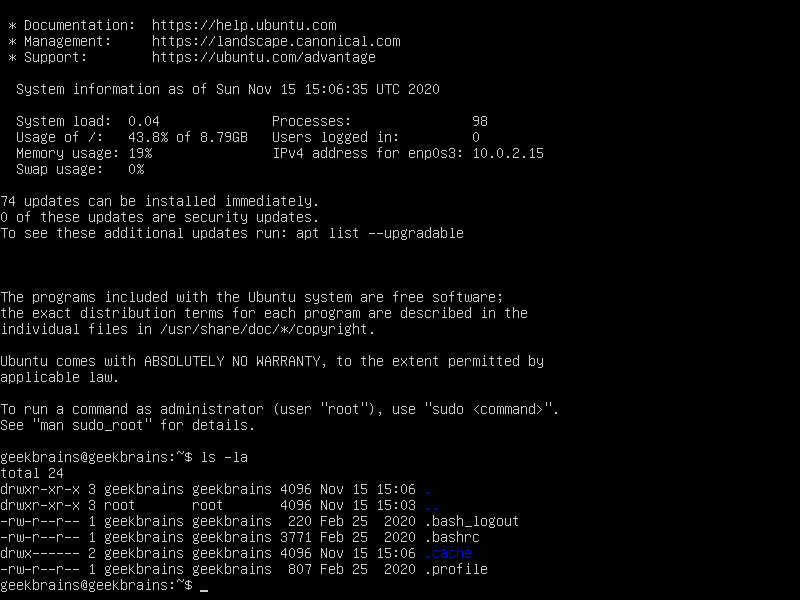 * Documentation:  https://help.ubuntu.com
 * Management:     https://landscape.canonical.com
 * Support:        https://ubuntu.com/advantage
  System information as of Sun Nov 15 15:06:35 UTC 2020
  System load:  0.04              Processes:               98
  Usage of /:   43.8% of 8.79GB   Users logged in:         0
  Memory usage: 19%               IPv4 address for enp0s3: 10.0.2.15
  Swap usage:   0%
74 updates can be installed immediately.
0 of these updates are security updates.
To see these additional updates run: apt list --upgradable
The programs included with the Ubuntu system are free software;
the exact distribution terms for each program are described in the
individual files in /usr/share/doc/*/copyright.
Ubuntu comes with ABSOLUTELY NO WARRANTY, to the extent permitted by
applicable law.
To run a command as administrator (user "root"), use "sudo <command>".
See "man sudo_root" for details.
geekbrains@geekbrains:~$ ls -la
total 24
drwxr-xr-x 3 geekbrains geekbrains 4096 Nov 15 15:06 .
drwxr-xr-x 3 root       root       4096 Nov 15 15:03 ..
-rw-r--r-- 1 geekbrains geekbrains  220 Feb 25  2020 .bash_logout
-rw-r--r-- 1 geekbrains geekbrains 3771 Feb 25  2020 .bashrc
drwx------ 2 geekbrains geekbrains 4096 Nov 15 15:06 .cache
-rw-r--r-- 1 geekbrains geekbrains  807 Feb 25  2020 .profile
geekbrains@geekbrains:~$ _